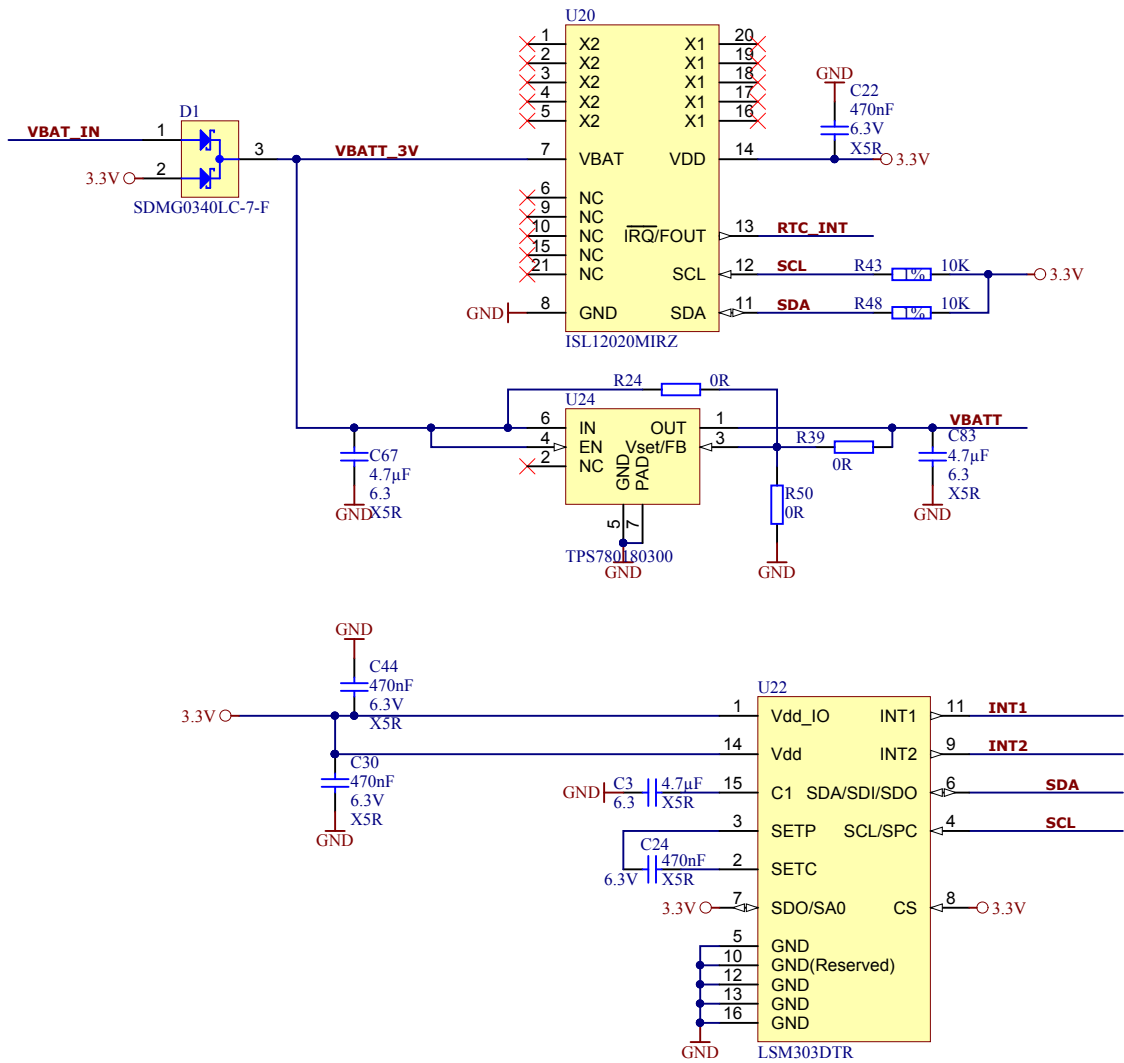 U20
1 X2 X1 20
2 X2 X1 19
3 X2 X1 18
4 X2 X1 17
5 X2 X1 16
GND
C22
470nF
6.3V
X5R
D1
VBAT_IN 1
3 VBATT_3V 7 VBAT VDD 14 3.3V
3.3V 2
SDMG0340LC-7-F
6 NC
9 NC
10 NC
15 NC
21 NC
IRQ/FOUT 13 RTC_INT
SCL 12 SCL R43 1% 10K 3.3V
GND 8 GND SDA 11 SDA R48 1% 10K
ISL12020MIRZ
R24 0R
U24
6 IN OUT 1 VBATT
4 EN Vset/FB 3 R39
0R
2 NC
GND
PAD
5
7
TPS780180300
GND
C67
4.7µF
6.3
X5R
GND
R50
0R
GND
C83
4.7µF
6.3
X5R
GND
GND
C44
470nF
6.3V
X5R
3.3V
C30
470nF
6.3V
X5R
GND
U22
1 Vdd_IO INT1 11 INT1
14 Vdd INT2 9 INT2
GND C3 4.7µF
6.3 X5R
15 C1 SDA/SDI/SDO 6 SDA
3 SETP SCL/SPC 4 SCL
C24
470nF
6.3V X5R
2 SETC
3.3V 7 SDO/SA0 CS 8 3.3V
5 GND
10 GND(Reserved)
12 GND
13 GND
16 GND
GND
LSM303DTR